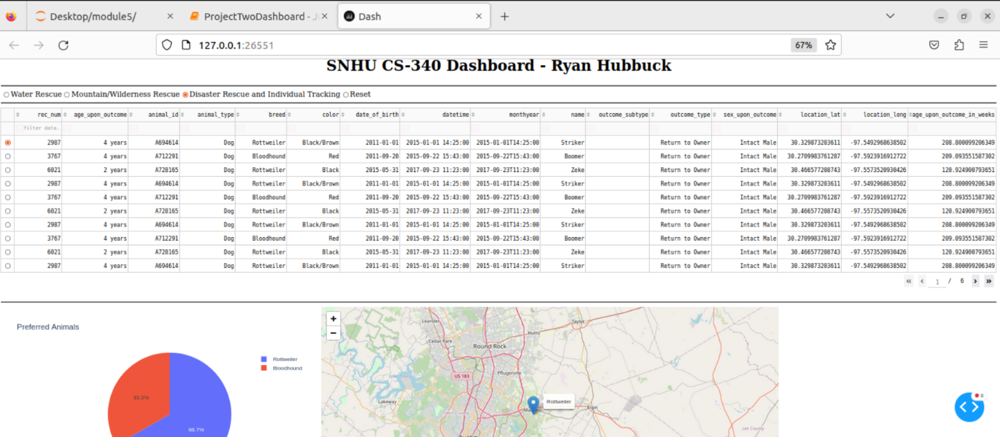 Desktop/module5/ × ProjectTwoDashboard - J × Dash × +
127.0.0.1:26551 67%
SNHU CS-340 Dashboard - Ryan Hubbuck
Water Rescue Mountain/Wilderness Rescue Disaster Rescue and Individual Tracking Reset
rec_num age_upon_outcome animal_id animal_type breed color date_of_birth datetime monthyear name outcome_subtype outcome_type sex_upon_outcome location_lat location_long age_upon_outcome_in_weeks
filter data.
2987 4 years A694614 Dog Rottweiler Black/Brown 2011-01-01 2015-01-01 14:25:00 2015-01-01T14:25:00 Striker Return to Owner Intact Male 30.329873203611 -97.5492968638502 208.800099206349
3767 4 years A712291 Dog Bloodhound Red 2011-09-20 2015-09-22 15:43:00 2015-09-22T15:43:00 Boomer Return to Owner Intact Male 30.2709983761287 -97.5923916912722 209.093551587302
6021 2 years A728165 Dog Rottweiler Black 2015-05-31 2017-09-23 11:23:00 2017-09-23T11:23:00 Zeke Return to Owner Intact Male 30.466577208743 -97.5573520930426 120.924900793651
2987 4 years A694614 Dog Rottweiler Black/Brown 2011-01-01 2015-01-01 14:25:00 2015-01-01T14:25:00 Striker Return to Owner Intact Male 30.329873203611 -97.5492968638502 208.800099206349
3767 4 years A712291 Dog Bloodhound Red 2011-09-20 2015-09-22 15:43:00 2015-09-22T15:43:00 Boomer Return to Owner Intact Male 30.2709983761287 -97.5923916912722 209.093551587302
6021 2 years A728165 Dog Rottweiler Black 2015-05-31 2017-09-23 11:23:00 2017-09-23T11:23:00 Zeke Return to Owner Intact Male 30.466577208743 -97.5573520930426 120.924900793651
2987 4 years A694614 Dog Rottweiler Black/Brown 2011-01-01 2015-01-01 14:25:00 2015-01-01T14:25:00 Striker Return to Owner Intact Male 30.329873203611 -97.5492968638502 208.800099206349
3767 4 years A712291 Dog Bloodhound Red 2011-09-20 2015-09-22 15:43:00 2015-09-22T15:43:00 Boomer Return to Owner Intact Male 30.2709983761287 -97.5923916912722 209.093551587302
6021 2 years A728165 Dog Rottweiler Black 2015-05-31 2017-09-23 11:23:00 2017-09-23T11:23:00 Zeke Return to Owner Intact Male 30.466577208743 -97.5573520930426 120.924900793651
2987 4 years A694614 Dog Rottweiler Black/Brown 2011-01-01 2015-01-01 14:25:00 2015-01-01T14:25:00 Striker Return to Owner Intact Male 30.329873203611 -97.5492968638502 208.800099206349
« ‹ 1 / 6 › »
Preferred Animals
Rottweiler
Bloodhound
33.3%
66.7%
+
−
Leander
Taylor
Hutto
Cedar Park
Round Rock
US 183
Pflugerville
Lakeway
Rottweiler
Elgin
Travis County
Lee County
Austin